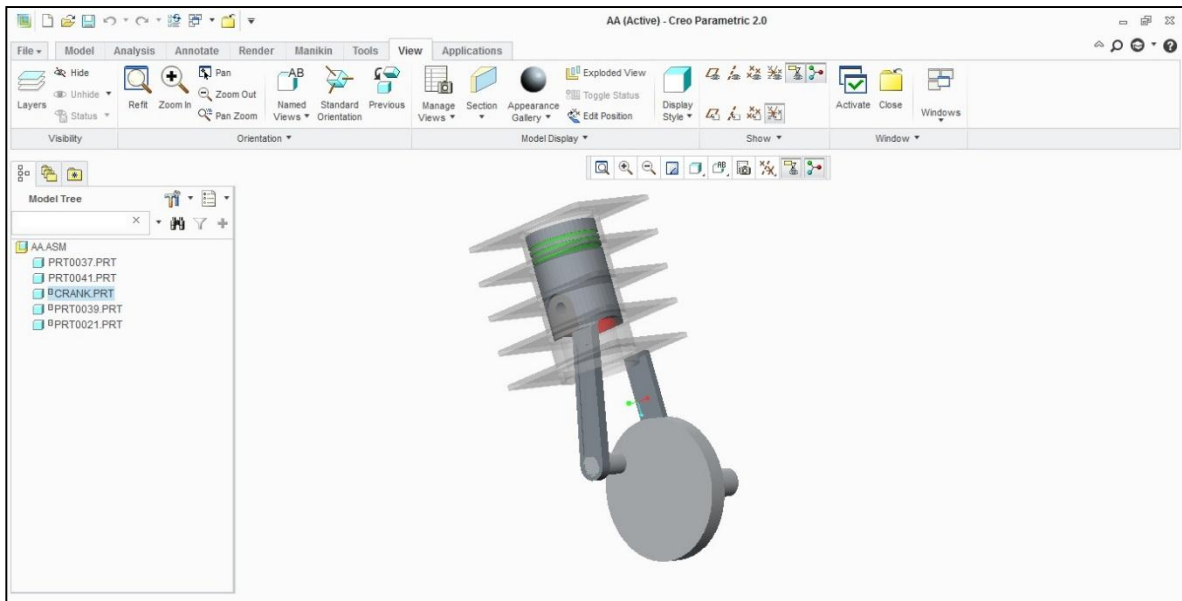 AA (Active) - Creo Parametric 2.0
File Model Analysis Annotate Render Manikin Tools View Applications
Layers
Hide
Unhide
Status
Visibility
Refit
Zoom In
Pan
Zoom Out
Pan Zoom
Named Views
Standard Orientation
Previous
Orientation
Manage Views
Section
Appearance Gallery
Exploded View
Toggle Status
Edit Position
Display Style
Model Display
Show
Activate
Close
Windows
Window
Model Tree
AA.ASM
PRT0037.PRT
PRT0041.PRT
CRANK.PRT
PRT0039.PRT
PRT0021.PRT